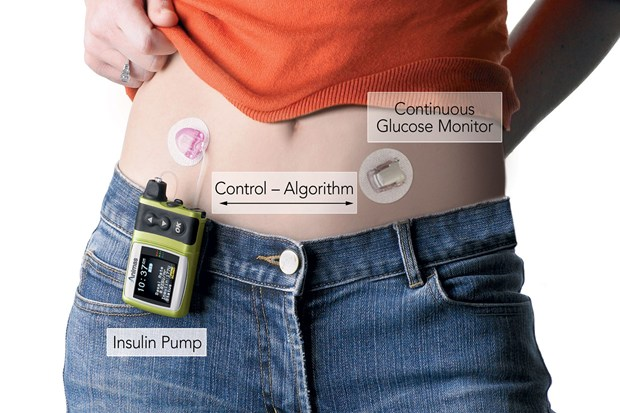 Continuous
Glucose Monitor
Control – Algorithm
OK
Animas
10:37
Insulin Pump